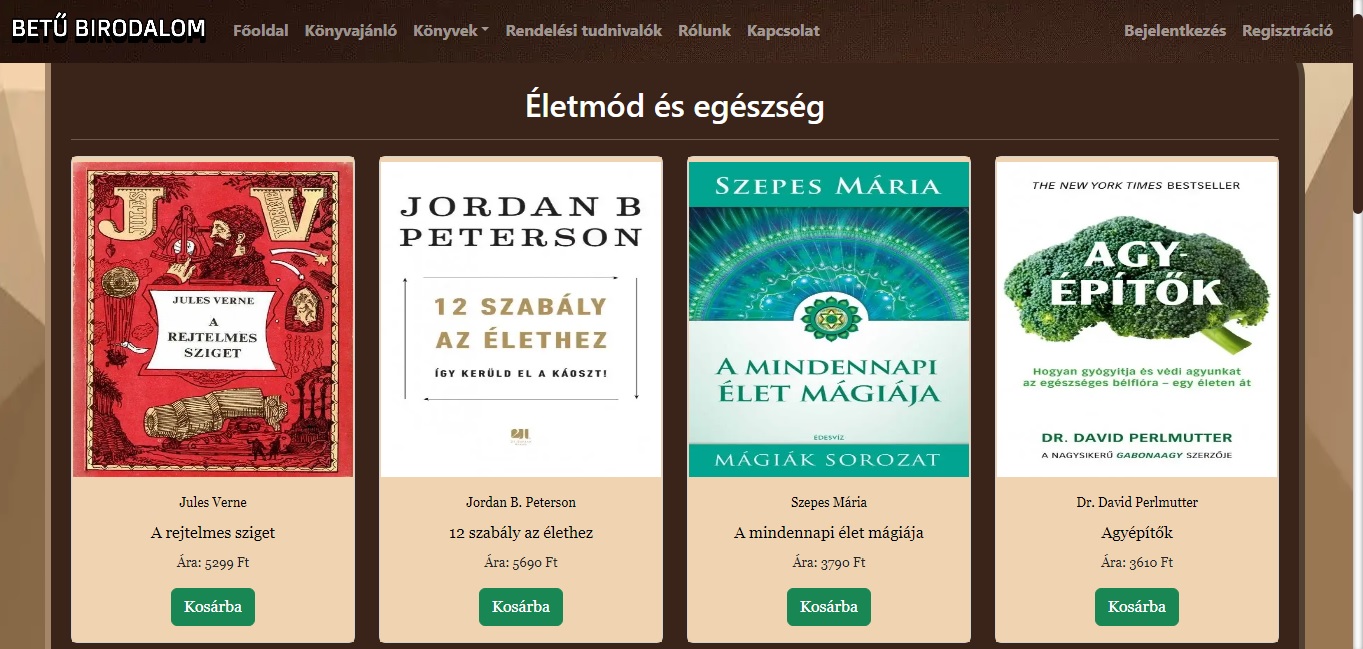 BETŰ BIRODALOM
Főoldal Könyvajánló Könyvek Rendelési tudnivalók Rólunk Kapcsolat Bejelentkezés Regisztráció
Életmód és egészség
JULES VERNE
JULES VERNE
A
REJTELMES
SZIGET
Jules Verne
A rejtelmes sziget
Ára: 5299 Ft
Kosárba
JORDAN B
PETERSON
12 SZABÁLY
AZ ÉLETHEZ
ÍGY KERÜLD EL A KÁOSZT!
Jordan B. Peterson
12 szabály az élethez
Ára: 5690 Ft
Kosárba
SZEPES MÁRIA
A MINDENNAPI
ÉLET MÁGIÁJA
EDESVÍZ
MÁGIÁK SOROZAT
Szepes Mária
A mindennapi élet mágiája
Ára: 3790 Ft
Kosárba
THE NEW YORK TIMES BESTSELLER
AGY-
ÉPÍTŐK
Hogyan gyógyítja és védi agyunkat
az egészséges bélflóra – egy életen át
DR. DAVID PERLMUTTER
A NAGYSIKERŰ GABONAAGY SZERZŐJE
Dr. David Perlmutter
Agyépítők
Ára: 3610 Ft
Kosárba